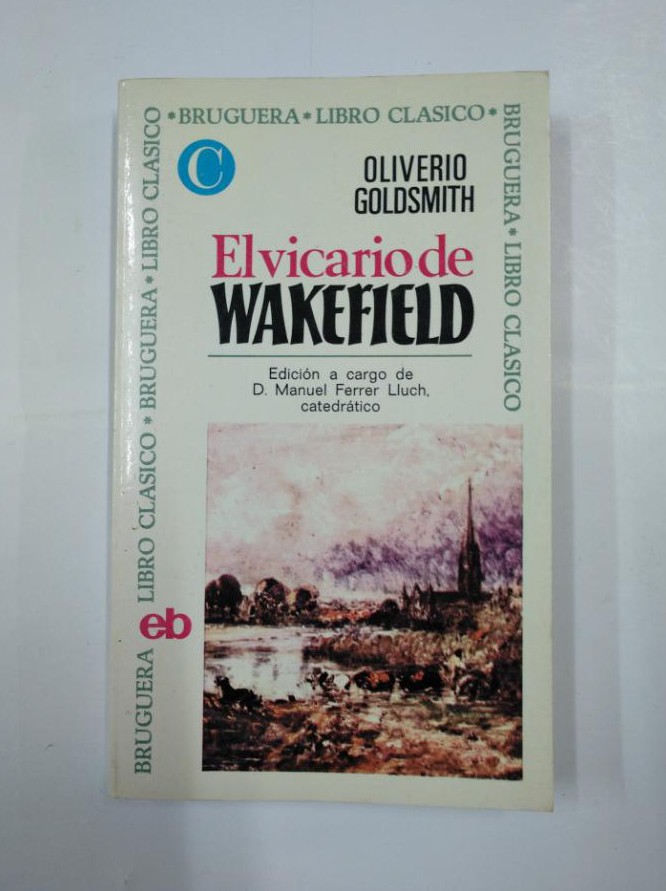 * BRUGUERA * LIBRO CLASICO *
BRUGUERA * LIBRO CLASICO
BRUGUERA LIBRO CLASICO * BRUGUERA * LIBRO CLASICO
C
OLIVERIO
GOLDSMITH
El vicario de
WAKEFIELD
Edición a cargo de
D. Manuel Ferrer Lluch,
catedrático
eb